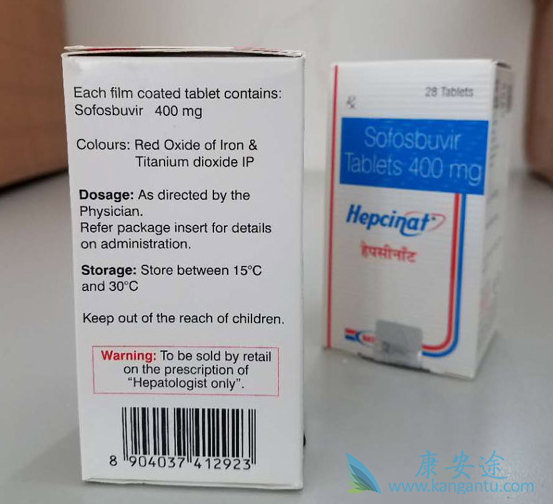 Each film coated tablet contains:
Sofosbuvir 400 mg
Colours: Red Oxide of Iron &
Titanium dioxide IP
Dosage: As directed by the
Physician.
Refer package insert for details
on administration.
Storage: Store between 15°C
and 30°C
Keep out of the reach of children.
Warning: To be sold by retail
on the prescription of
“Hepatologist only”.
8 904037 412923
Rx
28 Tablets
Sofosbuvir
Tablets 400 mg
Hepcinat
हेपसीनॉट
康安途
www.kangantu.com